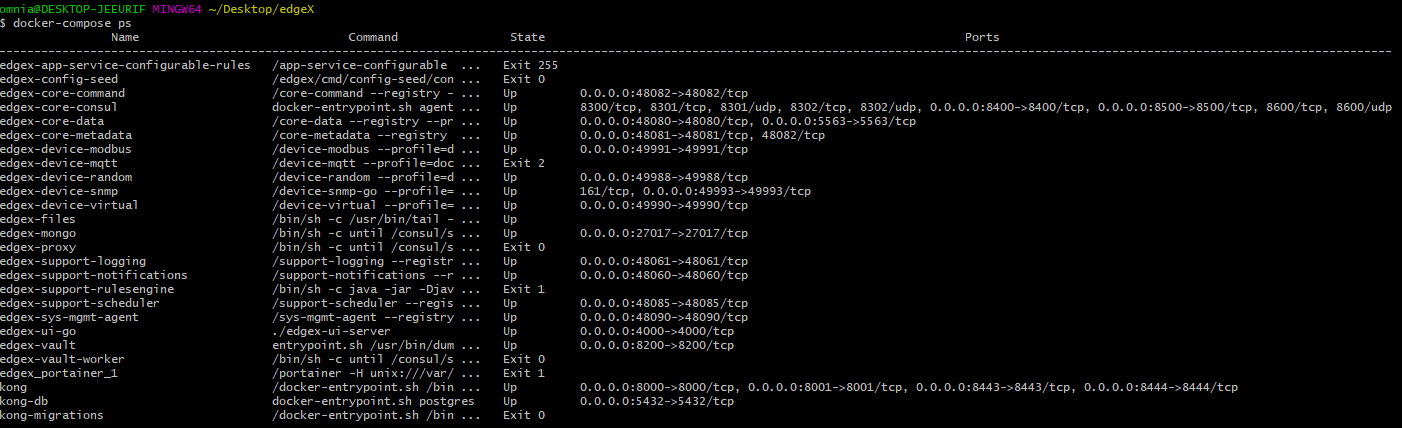 omnia@DESKTOP-JEEURIF MINGW64 ~/Desktop/edgeX
$ docker-compose ps
Name Command State Ports
--------------------------------------------------------------------------------
edgex-app-service-configurable-rules /app-service-configurable ... Exit 255
edgex-config-seed /edgex/cmd/config-seed/con ... Exit 0
edgex-core-command /core-command --registry - ... Up 0.0.0.0:48082->48082/tcp
edgex-core-consul docker-entrypoint.sh agent ... Up 8300/tcp, 8301/tcp, 8301/udp, 8302/tcp, 8302/udp, 0.0.0.0:8400->8400/tcp, 0.0.0.0:8500->8500/tcp, 8600/tcp, 8600/udp
edgex-core-data /core-data --registry --pr ... Up 0.0.0.0:48080->48080/tcp, 0.0.0.0:5563->5563/tcp
edgex-core-metadata /core-metadata --registry ... Up 0.0.0.0:48081->48081/tcp, 48082/tcp
edgex-device-modbus /device-modbus --profile=d ... Up 0.0.0.0:49991->49991/tcp
edgex-device-mqtt /device-mqtt --profile=doc ... Exit 2
edgex-device-random /device-random --profile=d ... Up 0.0.0.0:49988->49988/tcp
edgex-device-snmp /device-snmp-go --profile= ... Up 161/tcp, 0.0.0.0:49993->49993/tcp
edgex-device-virtual /device-virtual --profile= ... Up 0.0.0.0:49990->49990/tcp
edgex-files /bin/sh -c /usr/bin/tail - ... Up
edgex-mongo /bin/sh -c until /consul/s ... Up 0.0.0.0:27017->27017/tcp
edgex-proxy /bin/sh -c until /consul/s ... Exit 0
edgex-support-logging /support-logging --registr ... Up 0.0.0.0:48061->48061/tcp
edgex-support-notifications /support-notifications --r ... Up 0.0.0.0:48060->48060/tcp
edgex-support-rulesengine /bin/sh -c java -jar -Djav ... Exit 1
edgex-support-scheduler /support-scheduler --regis ... Up 0.0.0.0:48085->48085/tcp
edgex-sys-mgmt-agent /sys-mgmt-agent --registry ... Up 0.0.0.0:48090->48090/tcp
edgex-ui-go ./edgex-ui-server Up 0.0.0.0:4000->4000/tcp
edgex-vault entrypoint.sh /usr/bin/dum ... Up 0.0.0.0:8200->8200/tcp
edgex-vault-worker /bin/sh -c until /consul/s ... Exit 0
edgex_portainer_1 /portainer -H unix:///var/ ... Exit 1
kong /docker-entrypoint.sh /bin ... Up 0.0.0.0:8000->8000/tcp, 0.0.0.0:8001->8001/tcp, 0.0.0.0:8443->8443/tcp, 0.0.0.0:8444->8444/tcp
kong-db docker-entrypoint.sh postgres Up 0.0.0.0:5432->5432/tcp
kong-migrations /docker-entrypoint.sh /bin ... Exit 0